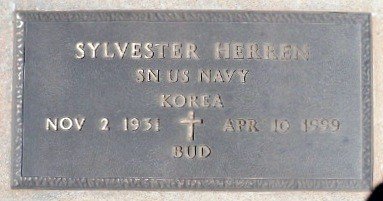 SYLVESTER HERREN
SN US NAVY
KOREA
NOV 2 1931 APR 10 1999
BUD